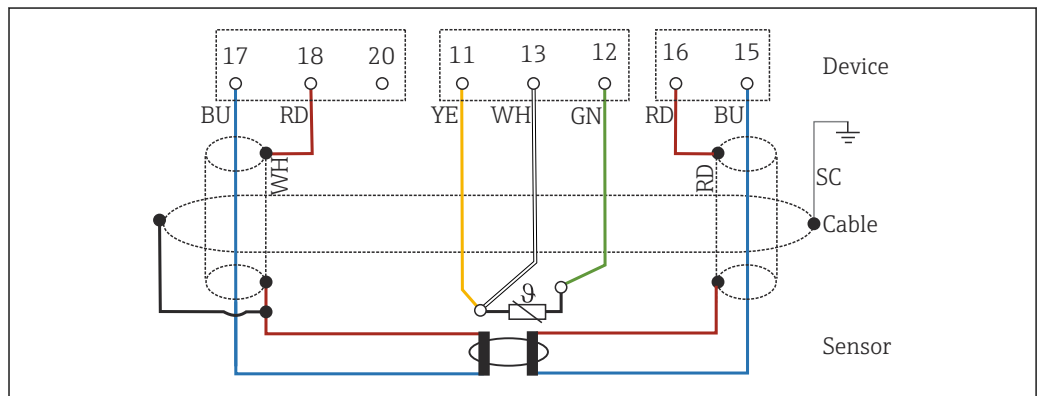 17 18 20 11 13 12 16 15
Device
BU RD YE WH GN RD BU
WH
RD
SC
Cable
ϑ
Sensor